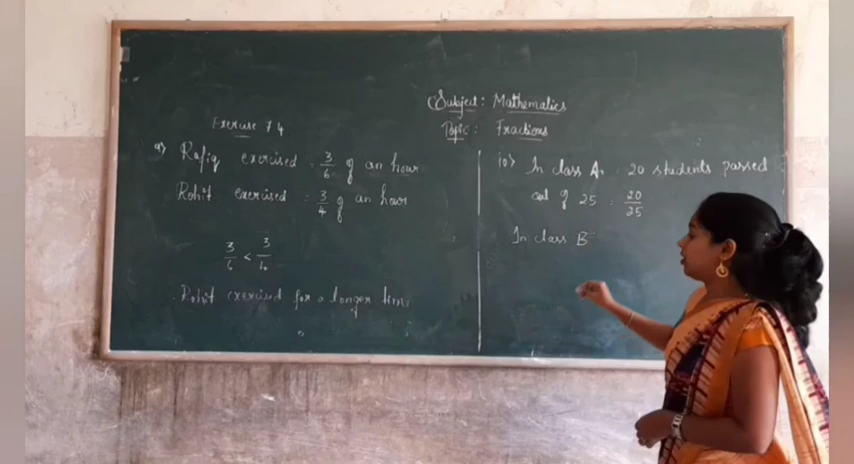 Subject: Mathematics
Topic: Fractions
Exercise 7.4
9) Rafiq exercised = 3/6 of an hour
Rohit exercised = 3/4 of an hour
3/6 < 3/4
Rohit exercised for a longer time
10) In class A, = 20 students passed
out of 25 = 20/25
In class B